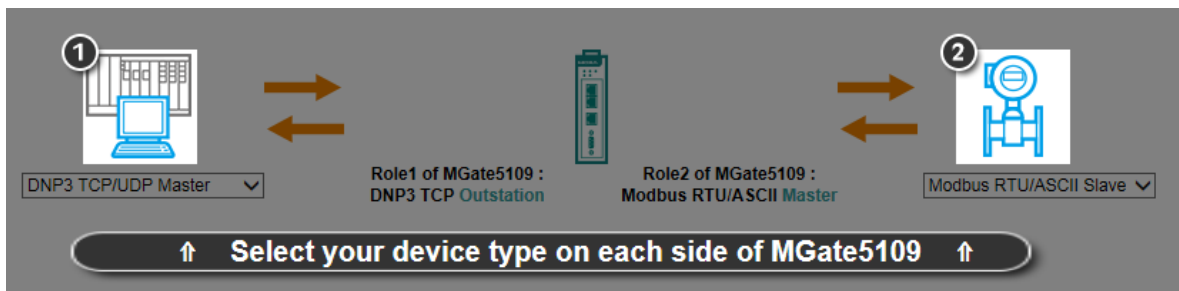 1
2
DNP3 TCP/UDP Master
Role1 of MGate5109 :
DNP3 TCP Outstation
Role2 of MGate5109 :
Modbus RTU/ASCII Master
Modbus RTU/ASCII Slave
⇑ Select your device type on each side of MGate5109 ⇑